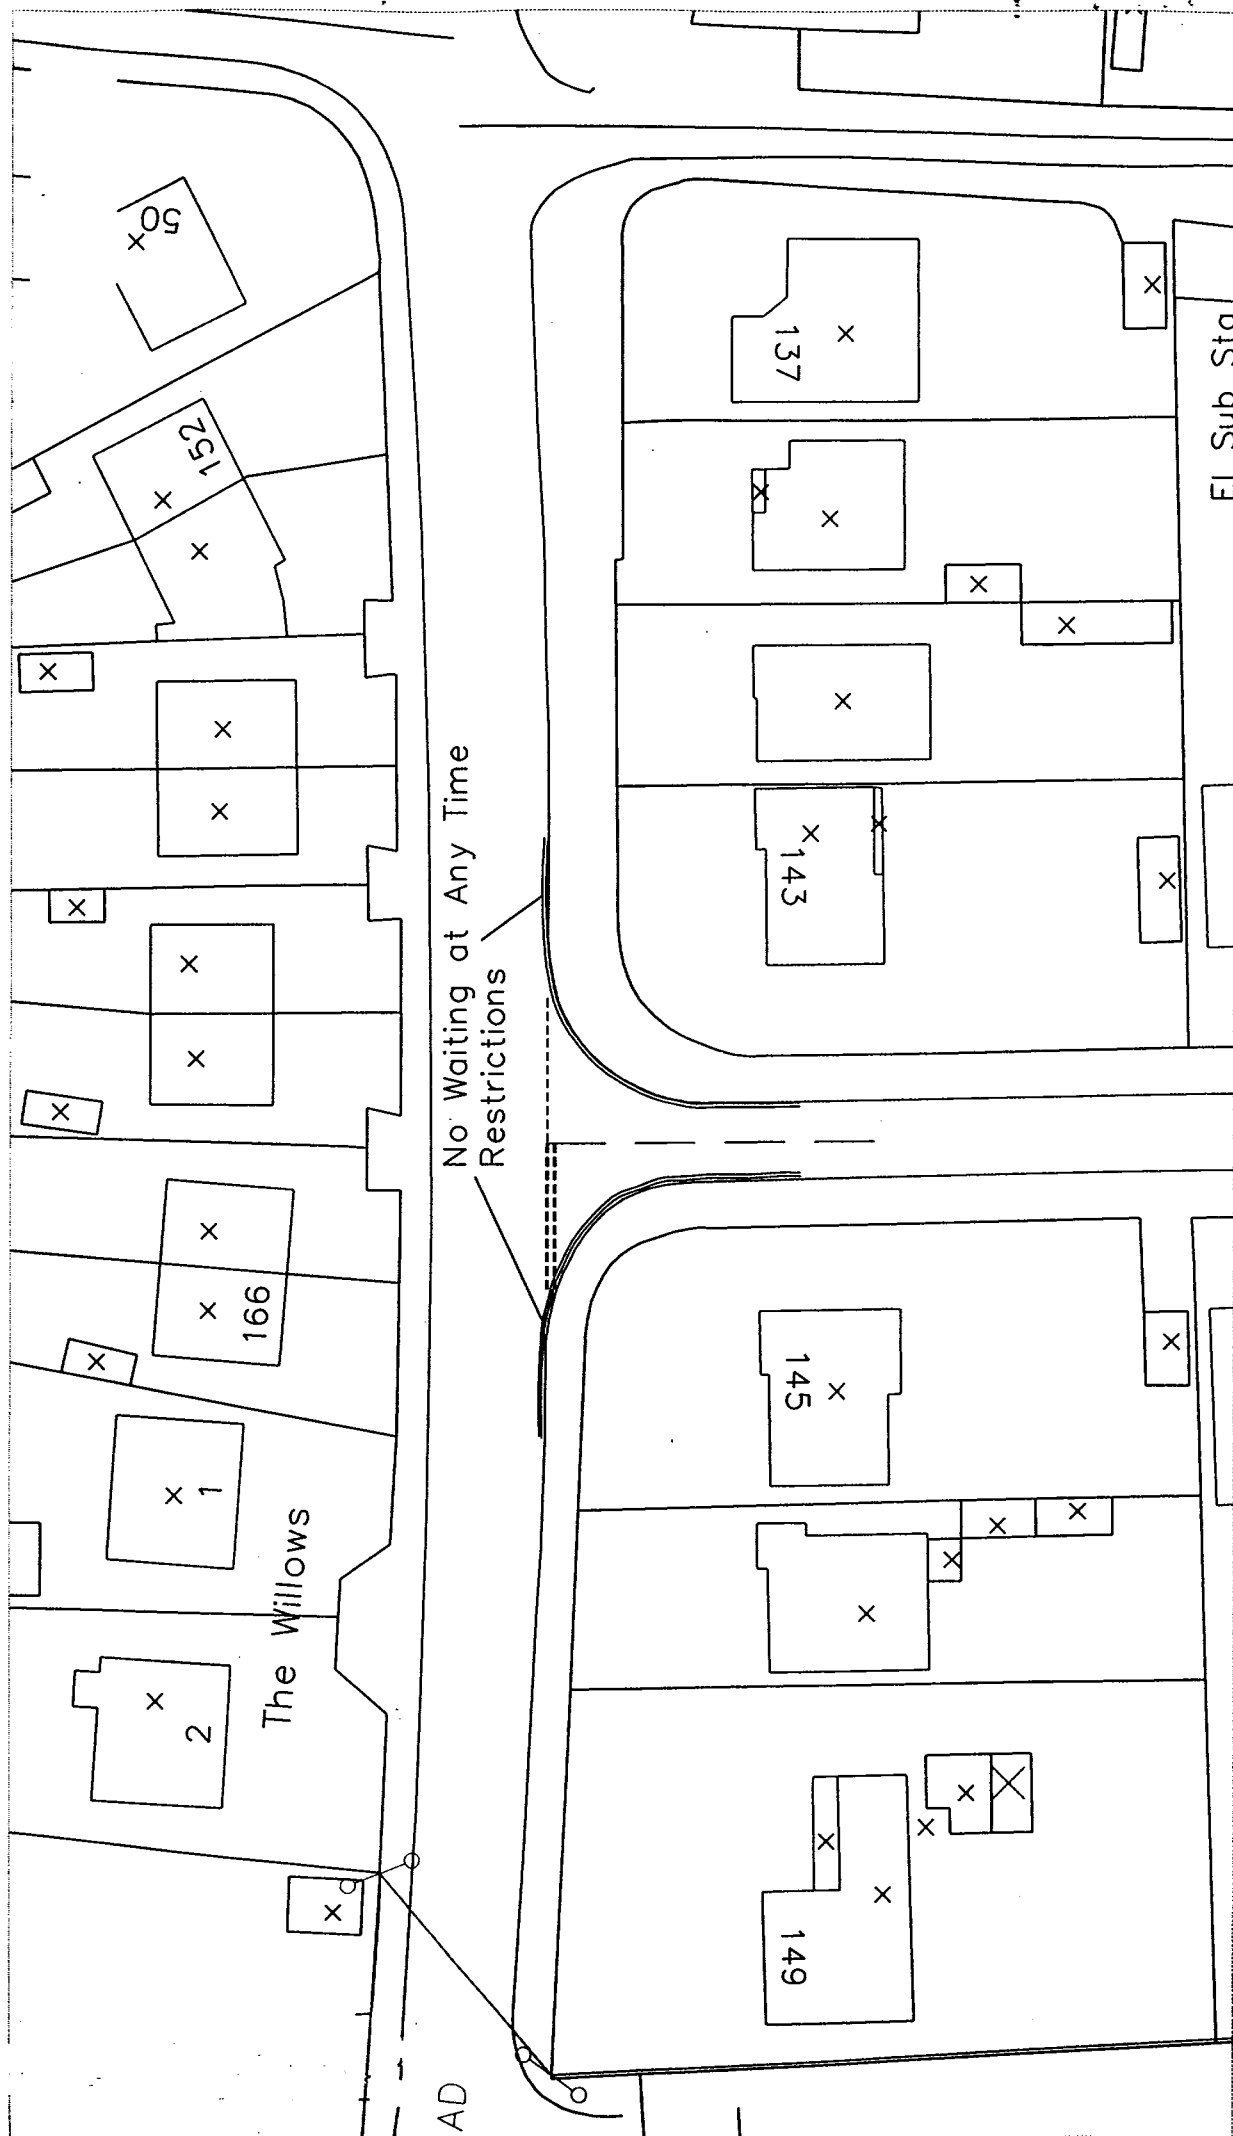 50
152
137
El Sub Sta
No Waiting at Any Time
Restrictions
143
166
145
1
The Willows
2
149
AD